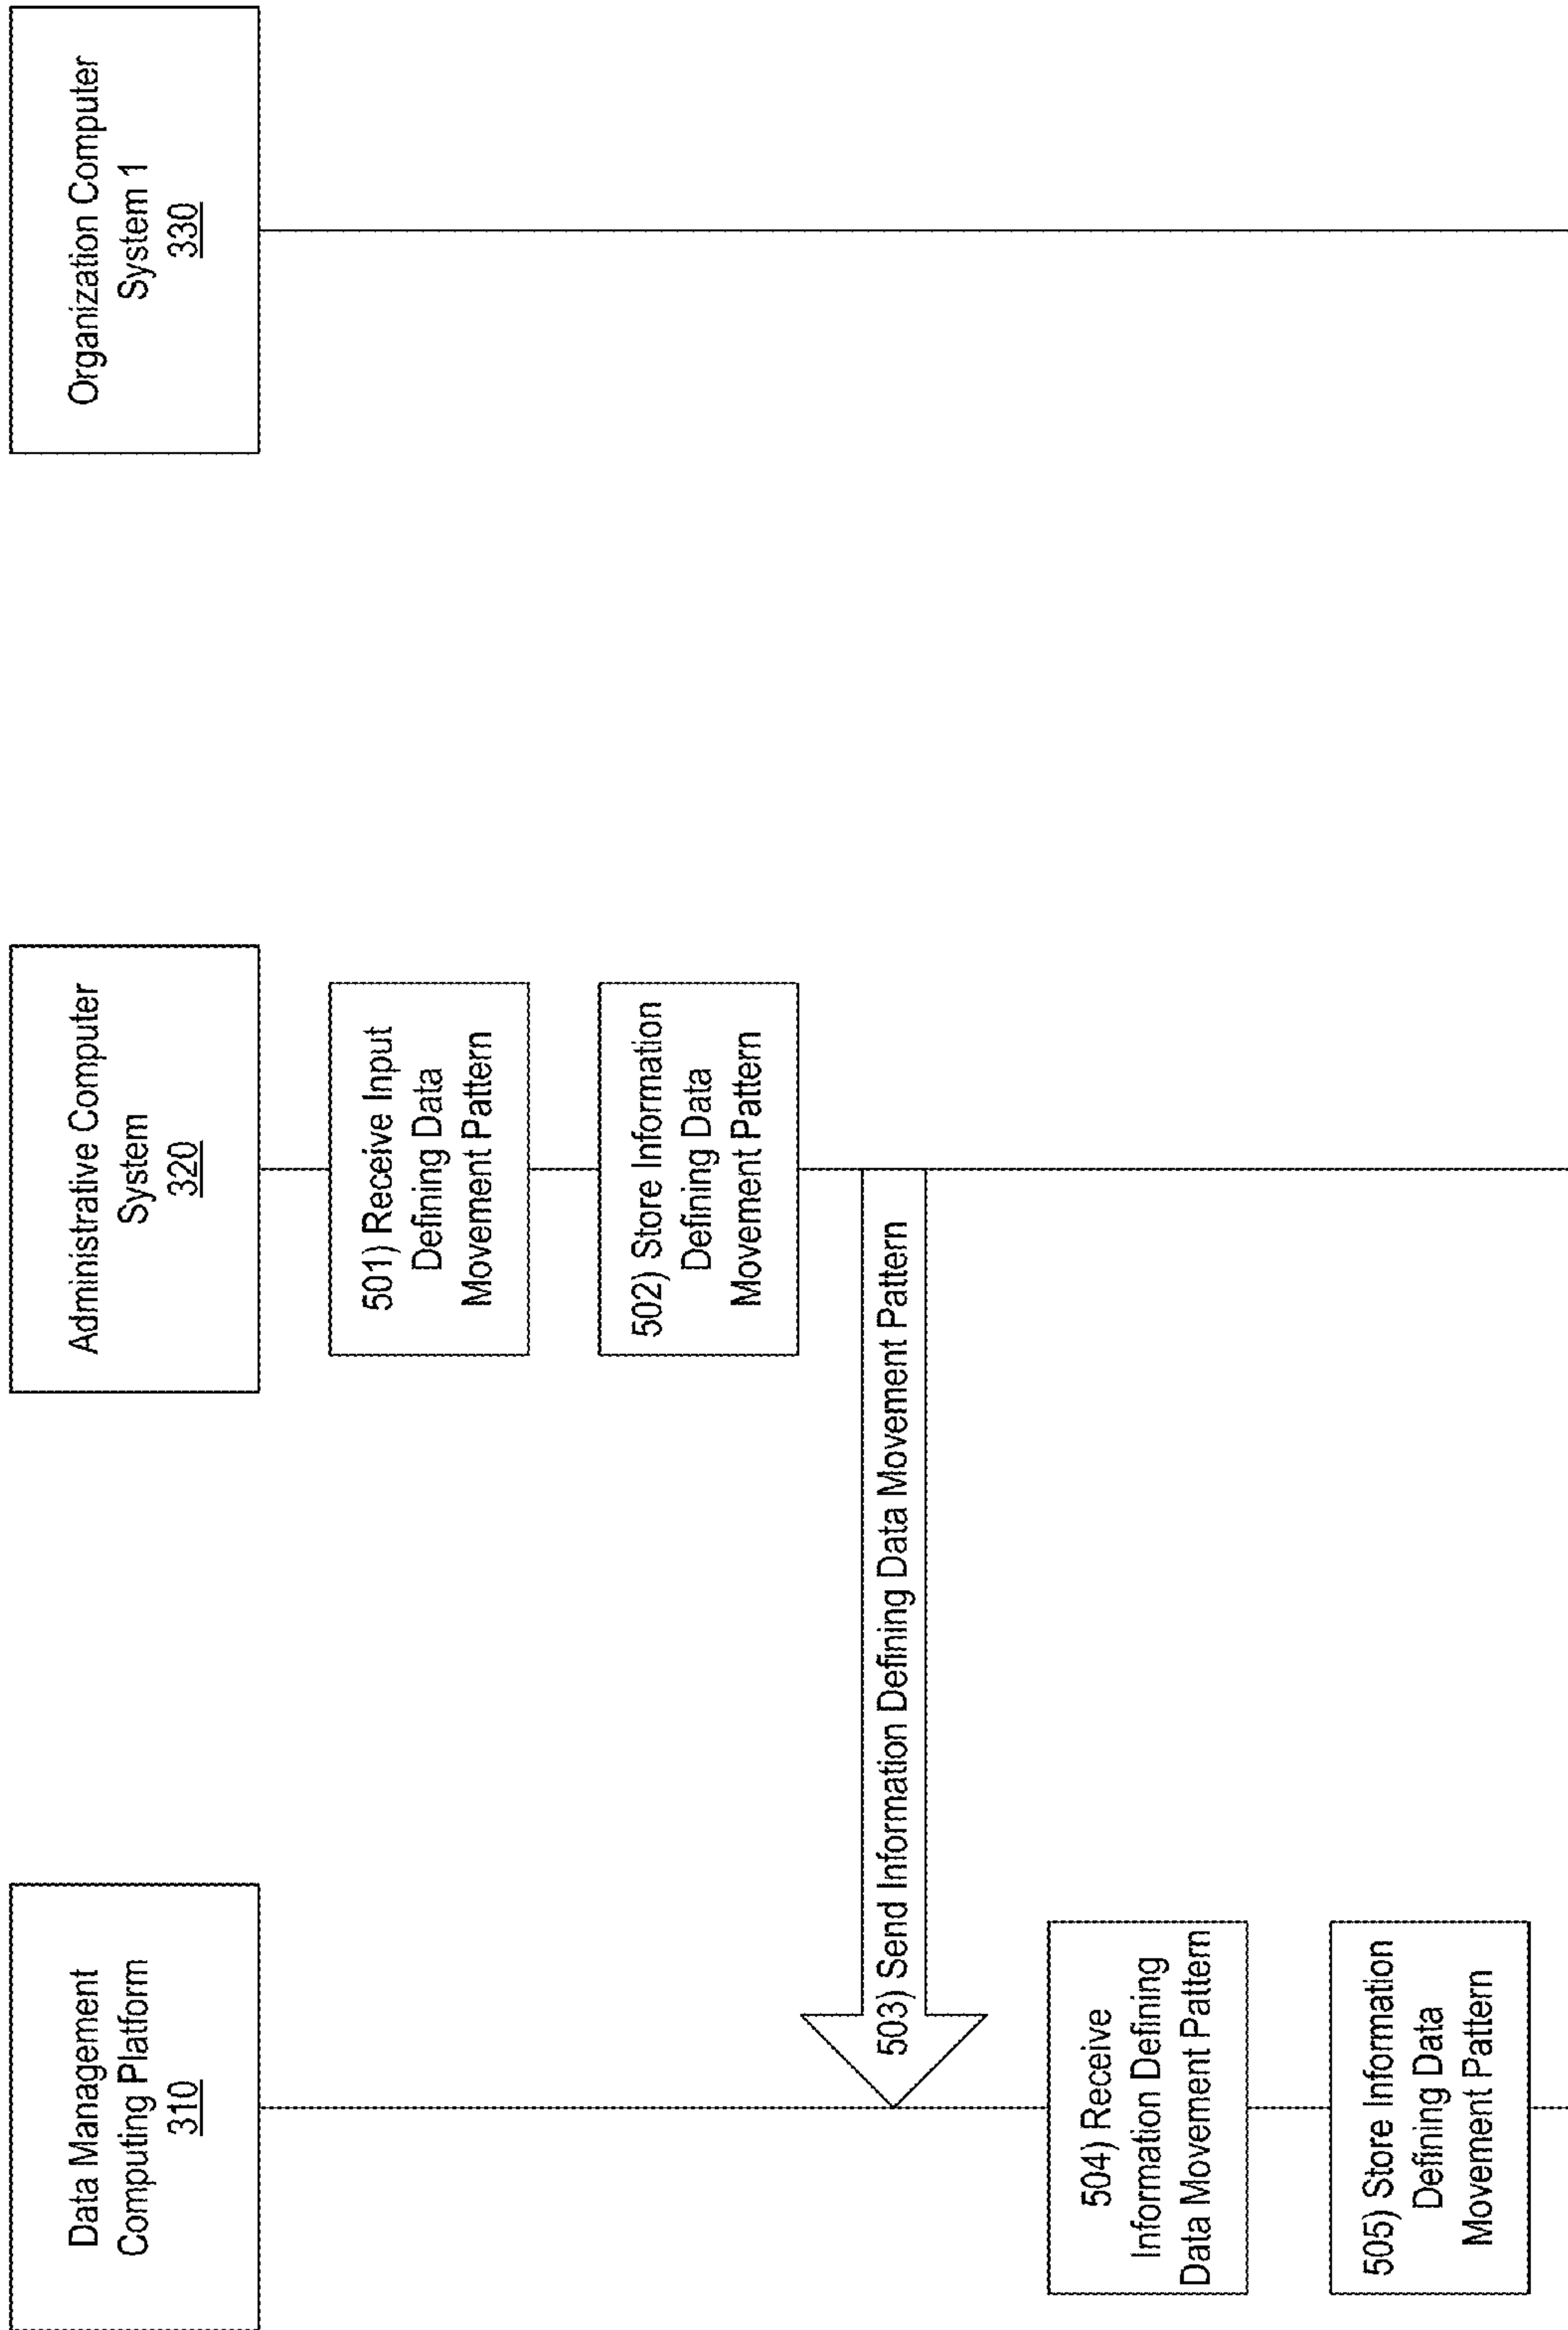 Data Management
Computing Platform
310
Administrative Computer
System
320
Organization Computer
System 1
330
501) Receive Input
Defining Data
Movement Pattern
502) Store Information
Defining Data
Movement Pattern
503) Send Information Defining Data Movement Pattern
504) Receive
Information Defining
Data Movement Pattern
505) Store Information
Defining Data
Movement Pattern